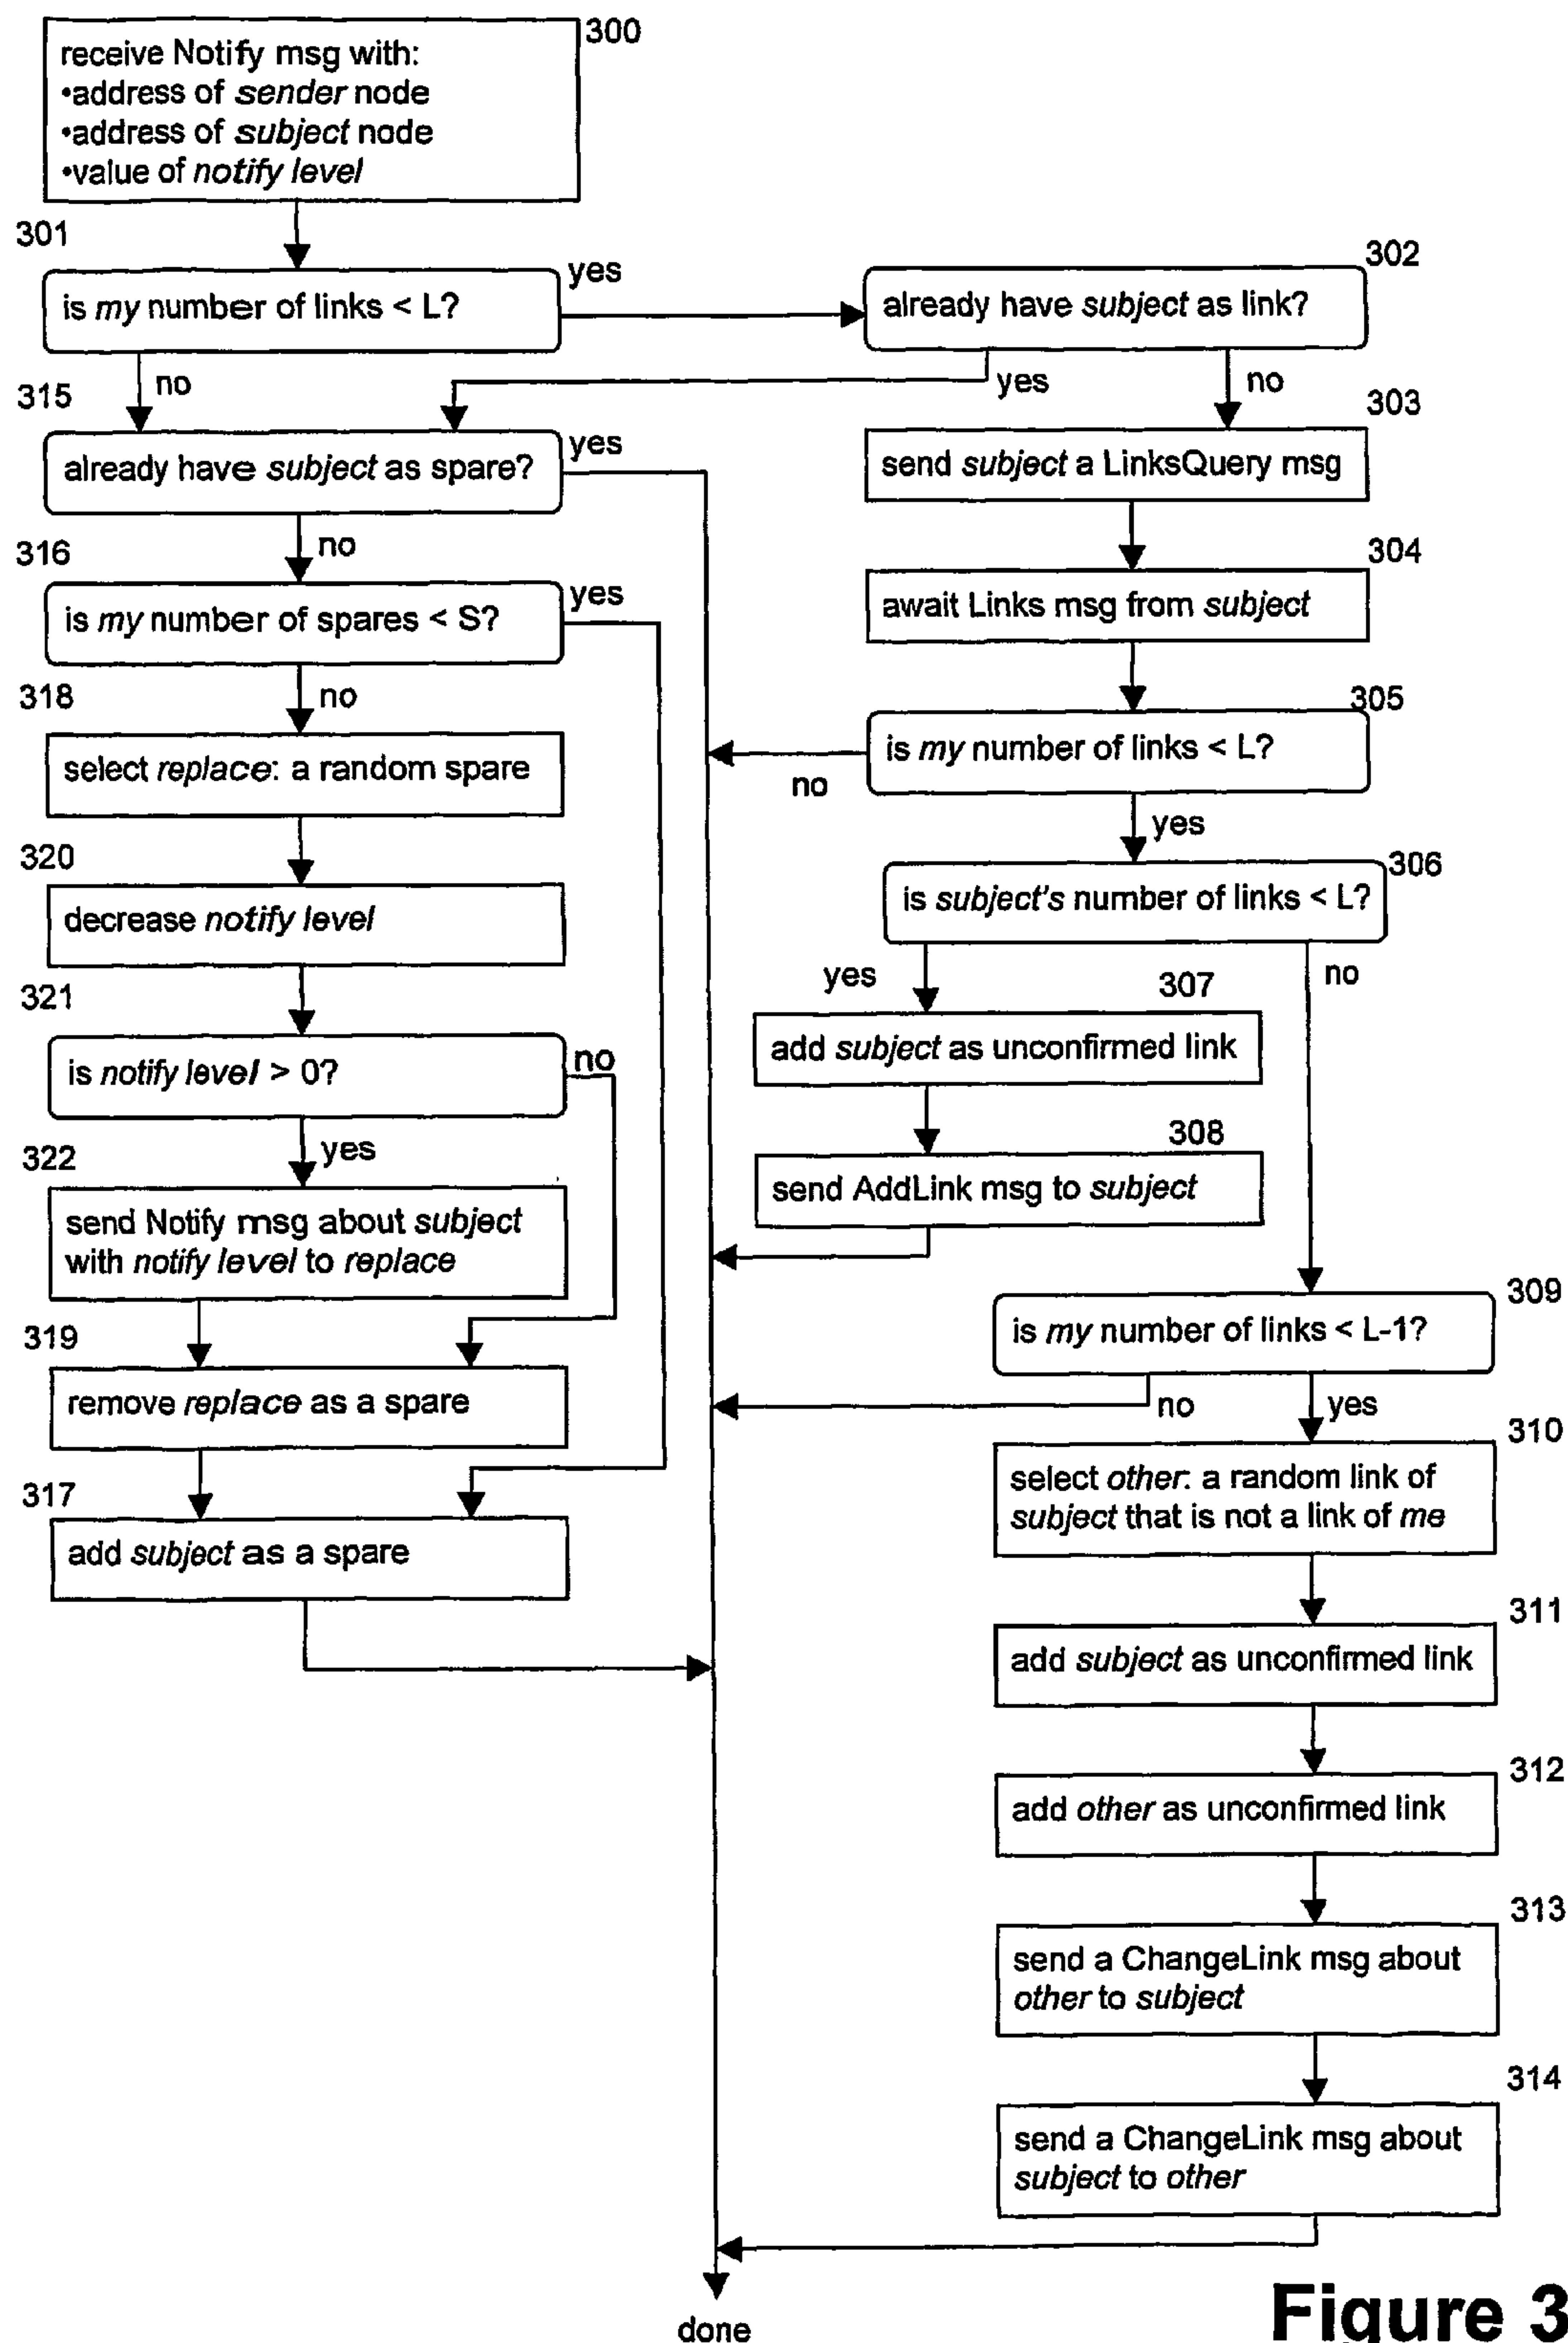 300
receive Notify msg with:
•address of sender node
•address of subject node
•value of notify level
301
is my number of links < L?
yes
no
302
already have subject as link?
yes
no
315
already have subject as spare?
yes
no
303
send subject a LinksQuery msg
316
is my number of spares < S?
yes
no
304
await Links msg from subject
318
select replace: a random spare
305
is my number of links < L?
no
yes
320
decrease notify level
306
is subject's number of links < L?
yes
no
321
is notify level > 0?
no
yes
307
add subject as unconfirmed link
322
send Notify msg about subject
with notify level to replace
308
send AddLink msg to subject
319
remove replace as a spare
309
is my number of links < L-1?
no
yes
317
add subject as a spare
310
select other: a random link of
subject that is not a link of me
311
add subject as unconfirmed link
312
add other as unconfirmed link
313
send a ChangeLink msg about
other to subject
314
send a ChangeLink msg about
subject to other
done
Figure 3